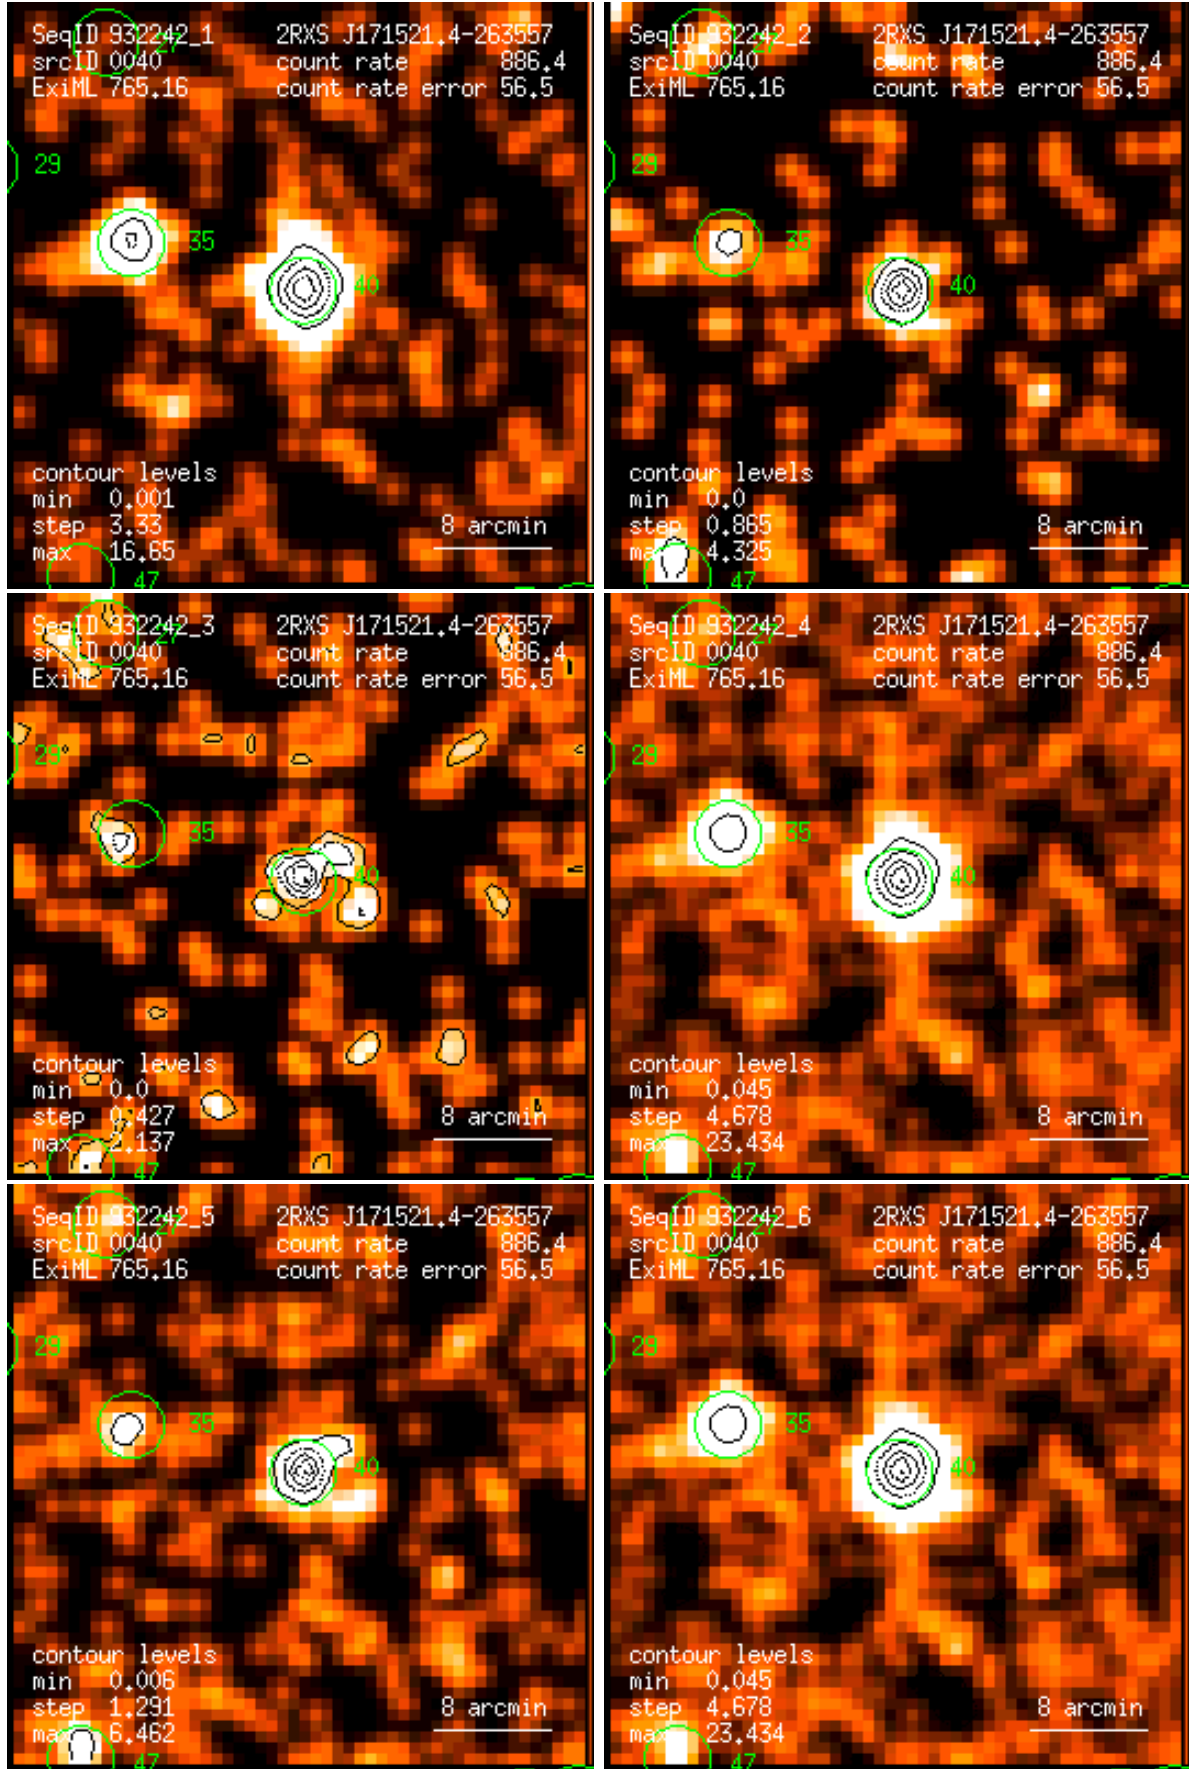 SeqID 932242_1 2RXS J171521.4-263557
srcID 0040 count rate 886.4
ExiML 765.16 count rate error 56.5
27
29
35
40
contour levels
min 0.001
step 3.33
max 16.65
8 arcmin
47
SeqID 932242_2 2RXS J171521.4-263557
srcID 0040 count rate 886.4
ExiML 765.16 count rate error 56.5
27
29
35
40
contour levels
min 0.0
step 0.865
max 4.325
8 arcmin
47
SeqID 932242_3 2RXS J171521.4-263557
srcID 0040 count rate 886.4
ExiML 765.16 count rate error 56.5
27
29
35
40
contour levels
min 0.0
step 0.427
max 2.137
8 arcmin
47
SeqID 932242_4 2RXS J171521.4-263557
srcID 0040 count rate 886.4
ExiML 765.16 count rate error 56.5
27
29
35
40
contour levels
min 0.045
step 4.678
max 23.434
8 arcmin
47
SeqID 932242_5 2RXS J171521.4-263557
srcID 0040 count rate 886.4
ExiML 765.16 count rate error 56.5
27
29
35
40
contour levels
min 0.006
step 1.291
max 6.462
8 arcmin
47
SeqID 932242_6 2RXS J171521.4-263557
srcID 0040 count rate 886.4
ExiML 765.16 count rate error 56.5
27
29
35
40
contour levels
min 0.045
step 4.678
max 23.434
8 arcmin
47